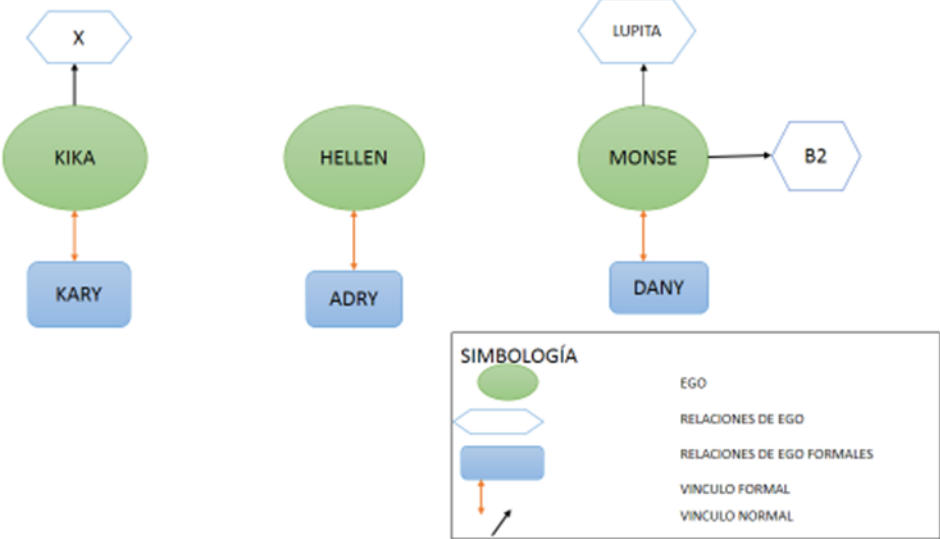 X
LUPITA
KIKA
HELLEN
MONSE
B2
KARY
ADRY
DANY
SIMBOLOGÍA
EGO
RELACIONES DE EGO
RELACIONES DE EGO FORMALES
VINCULO FORMAL
VINCULO NORMAL